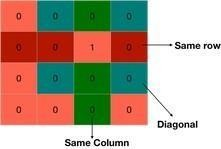 0 0 0 0
0 0 1 0 Same row
0 0 0 0
0 0 0 0 Diagonal
Same Column